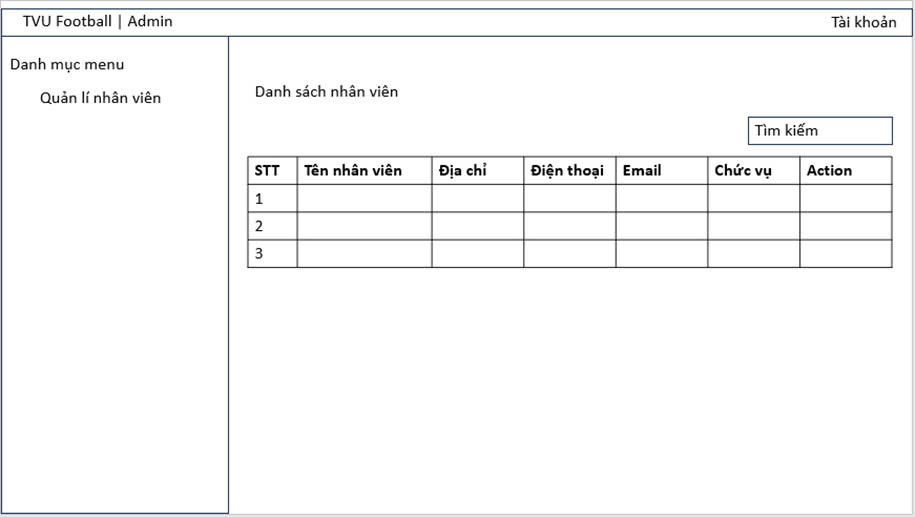 TVU Football | Admin Tài khoản
Danh mục menu
Quản lí nhân viên
Danh sách nhân viên
Tìm kiếm
STT Tên nhân viên Địa chỉ Điện thoại Email Chức vụ Action
1
2
3